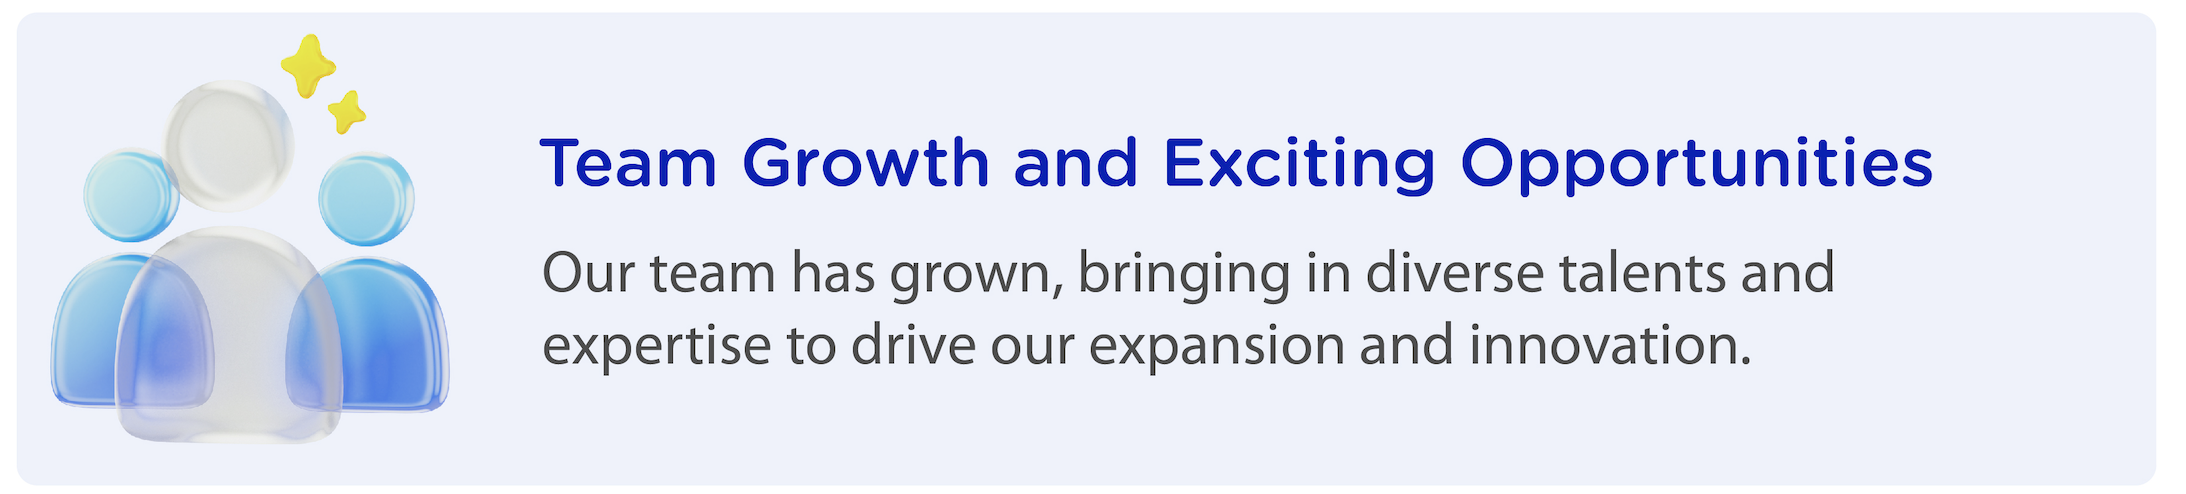 Team Growth and Exciting Opportunities
Our team has grown, bringing in diverse talents and
expertise to drive our expansion and innovation.